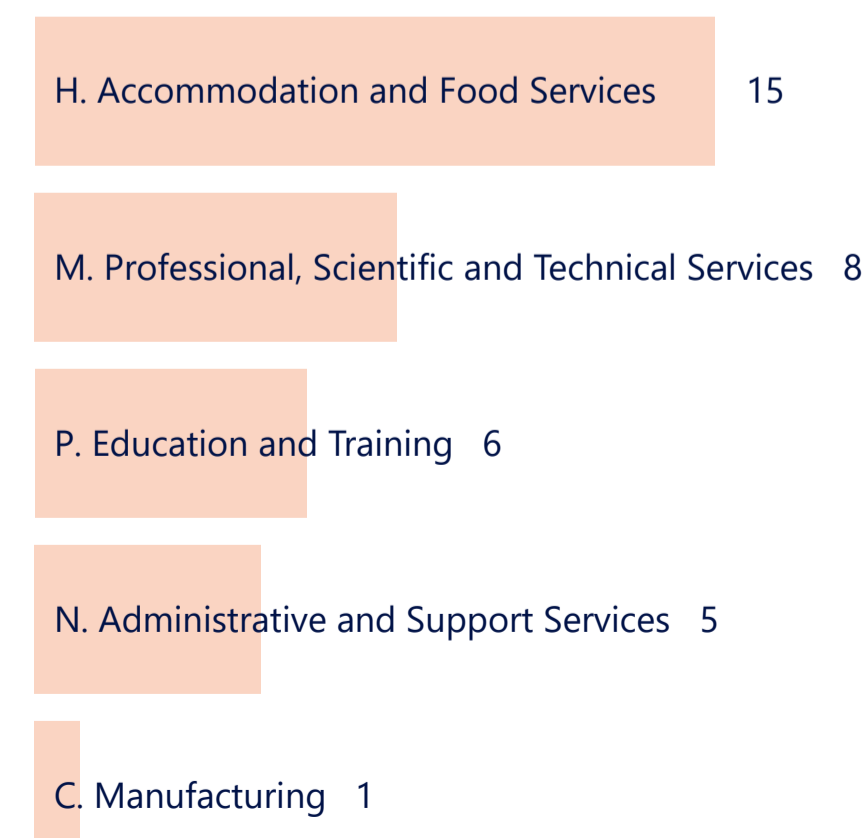 H. Accommodation and Food Services 15
M. Professional, Scientific and Technical Services 8
P. Education and Training 6
N. Administrative and Support Services 5
C. Manufacturing 1